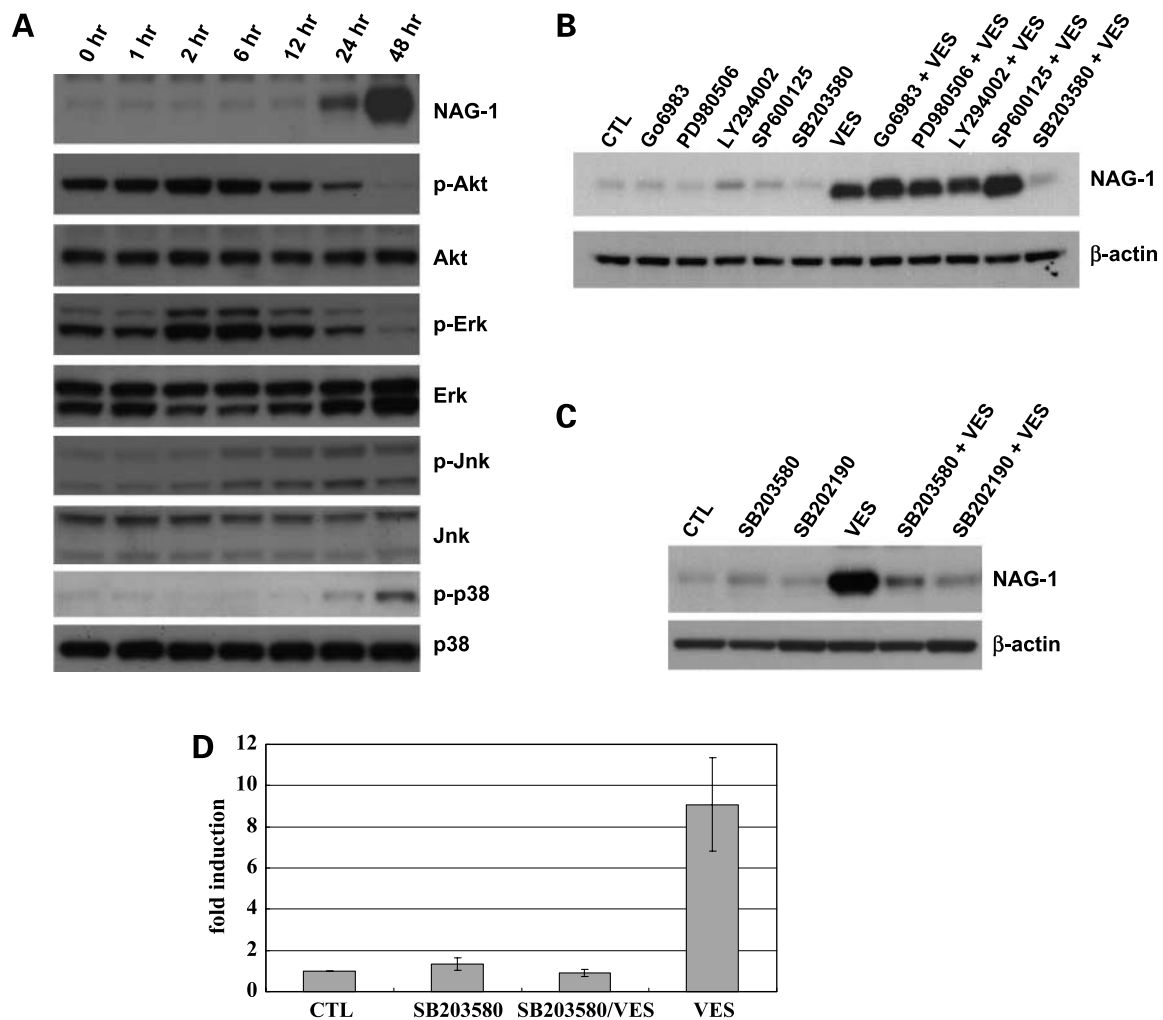 A
0 hr 1 hr 2 hr 6 hr 12 hr 24 hr 48 hr
NAG-1
p-Akt
Akt
p-Erk
Erk
p-Jnk
Jnk
p-p38
p38
B
CTL Go6983 PD980506 LY294002 SP600125 SB203580 VES Go6983 + VES PD980506 + VES LY294002 + VES SP600125 + VES SB203580 + VES
NAG-1
β-actin
C
CTL SB203580 SB202190 VES SB203580 + VES SB202190 + VES
NAG-1
β-actin
D
fold induction
12
10
8
6
4
2
0
CTL SB203580 SB203580/VES VES